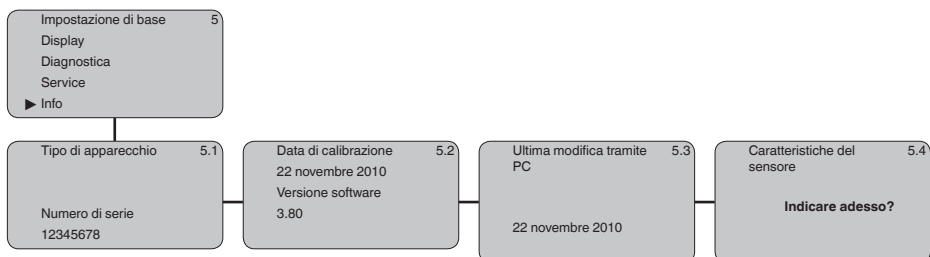 Impostazione di base 5
Display
Diagnostica
Service
▶ Info
Tipo di apparecchio 5.1
Numero di serie
12345678
Data di calibrazione 5.2
22 novembre 2010
Versione software
3.80
Ultima modifica tramite 5.3
PC
22 novembre 2010
Caratteristiche del 5.4
sensore
Indicare adesso?